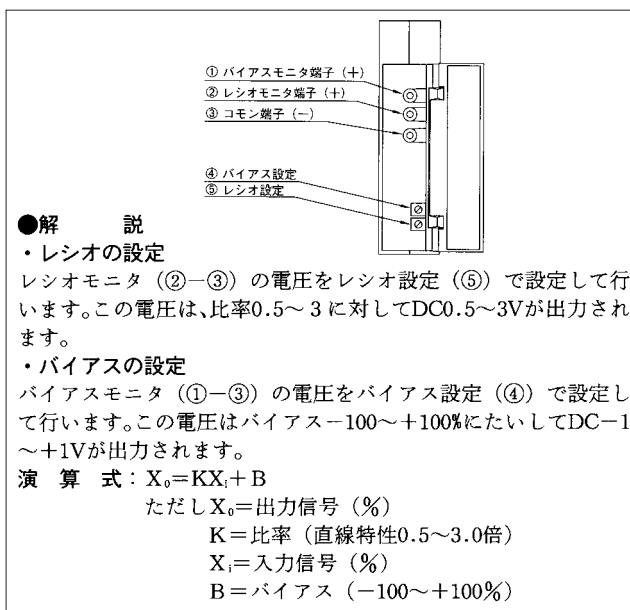 ① バイアスモニタ端子 (+)
② レシオモニタ端子 (+)
③ コモン端子 (−)
④ バイアス設定
⑤ レシオ設定
●解　　説
・レシオの設定
レシオモニタ（②−③）の電圧をレシオ設定（⑤）で設定して行
います。この電圧は、比率0.5〜3に対してDC0.5〜3Vが出力され
ます。
・バイアスの設定
バイアスモニタ（①−③）の電圧をバイアス設定（④）で設定し
て行います。この電圧はバイアス−100〜+100%にたいしてDC−1
〜+1Vが出力されます。
演　算　式：X₀=KXᵢ+B
ただしX₀=出力信号（%）
K=比率（直線特性0.5〜3.0倍）
Xᵢ=入力信号（%）
B=バイアス（−100〜+100%）